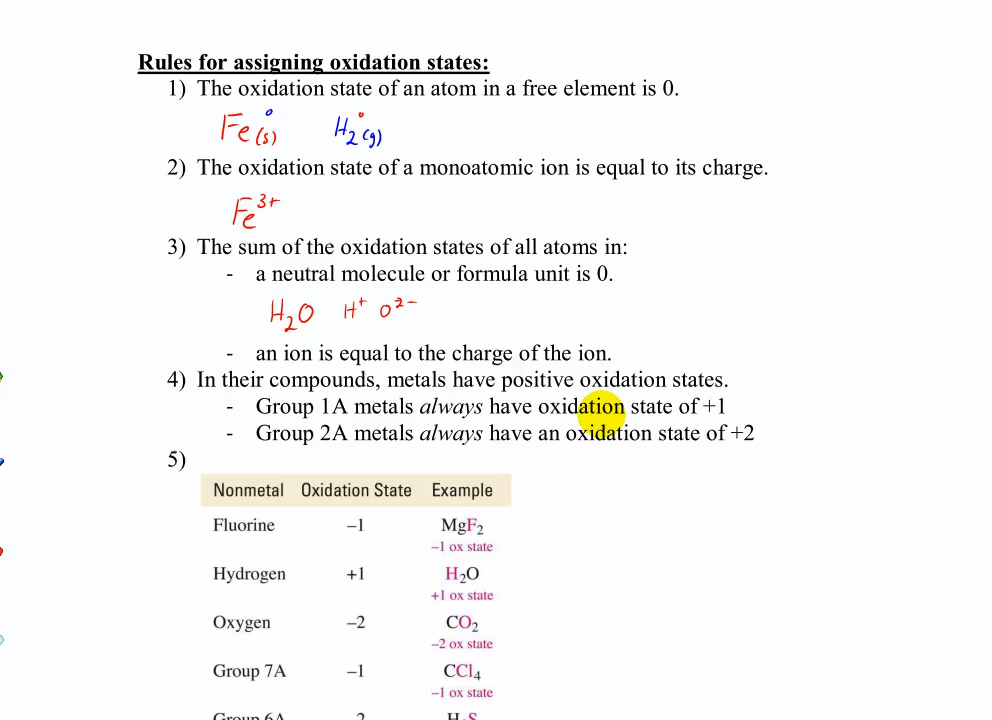 Rules for assigning oxidation states:
1) The oxidation state of an atom in a free element is 0.
Fe(s)⁰ H₂(g)⁰
2) The oxidation state of a monoatomic ion is equal to its charge.
Fe³⁺
3) The sum of the oxidation states of all atoms in:
- a neutral molecule or formula unit is 0.
H₂O H⁺ O²⁻
- an ion is equal to the charge of the ion.
4) In their compounds, metals have positive oxidation states.
- Group 1A metals always have oxidation state of +1
- Group 2A metals always have an oxidation state of +2
5)
Nonmetal Oxidation State Example
Fluorine –1 MgF₂
–1 ox state
Hydrogen +1 H₂O
+1 ox state
Oxygen –2 CO₂
–2 ox state
Group 7A –1 CCl₄
–1 ox state